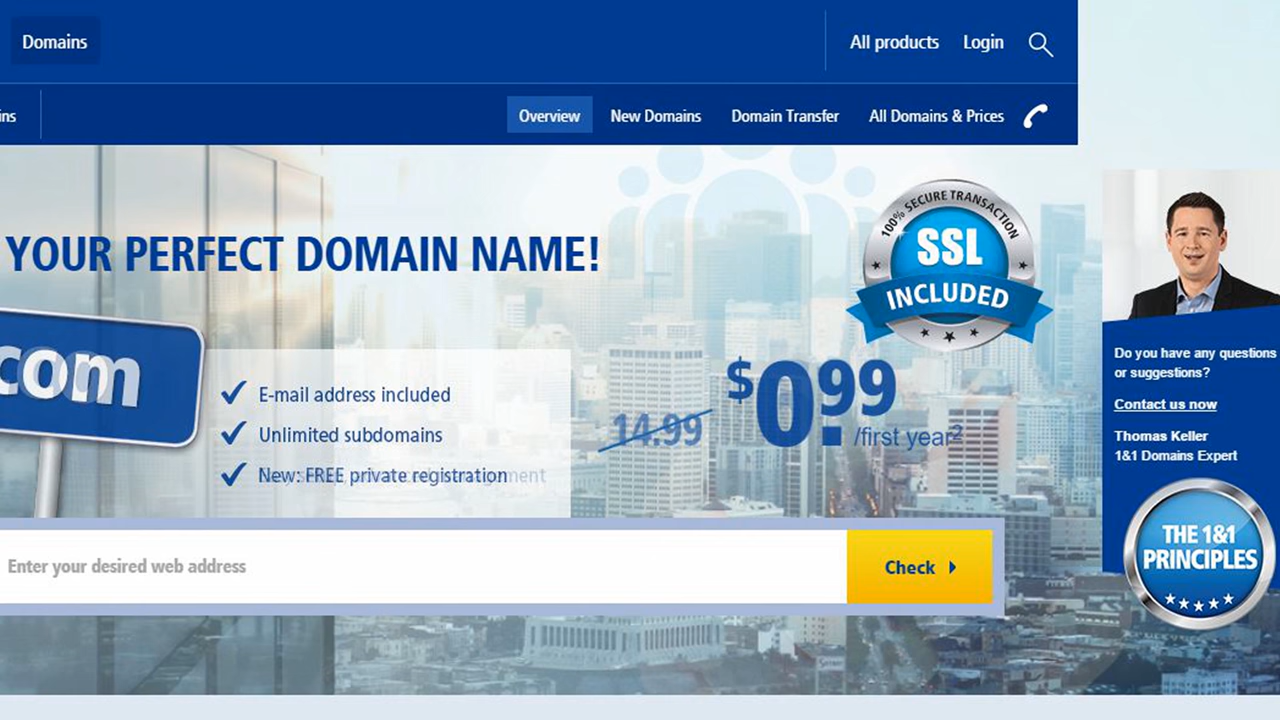 Domains
All products
Login
Overview
New Domains
Domain Transfer
All Domains & Prices
YOUR PERFECT DOMAIN NAME!
100% SECURE TRANSACTION
SSL
INCLUDED
com
E-mail address included
Unlimited subdomains
New: FREE private registration
14.99
$0.99
/first year2
Enter your desired web address
Check
Do you have any questions
or suggestions?
Contact us now
Thomas Keller
1&1 Domains Expert
THE 1&1
PRINCIPLES